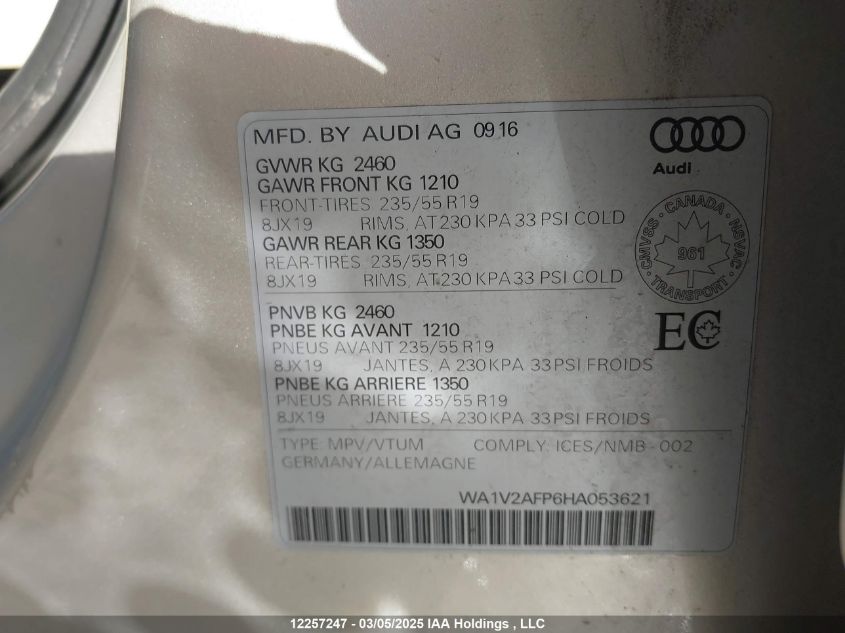 MFD. BY AUDI AG 09 16
Audi
GVWR KG 2460
GAWR FRONT KG 1210
FRONT-TIRES 235/55 R19
8JX19 RIMS, AT 230 KPA 33 PSI COLD
GAWR REAR KG 1350
REAR-TIRES 235/55 R19
8JX19 RIMS, AT 230 KPA 33 PSI COLD
CMVSS - CANADA - NSVAC
961
TRANSPORT
PNVB KG 2460
PNBE KG AVANT 1210
PNEUS AVANT 235/55 R19
8JX19 JANTES, A 230 KPA 33 PSI FROIDS
EC
PNBE KG ARRIERE 1350
PNEUS ARRIERE 235/55 R19
8JX19 JANTES, A 230 KPA 33 PSI FROIDS
TYPE: MPV/VTUM COMPLY. ICES/NMB-002
GERMANY/ALLEMAGNE
WA1V2AFP6HA053621
12257247 - 03/05/2025 IAA Holdings , LLC